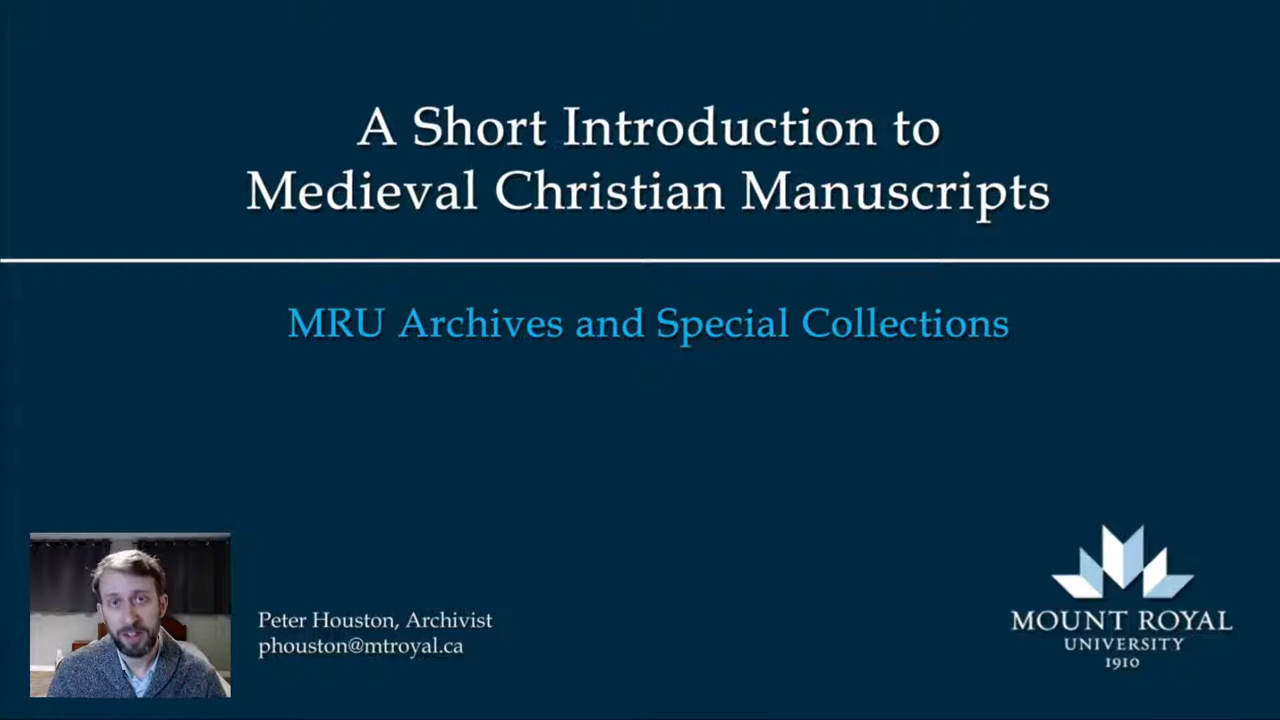 A Short Introduction to
Medieval Christian Manuscripts
MRU Archives and Special Collections
Peter Houston, Archivist
phouston@mtroyal.ca
MOUNT ROYAL
UNIVERSITY
1910